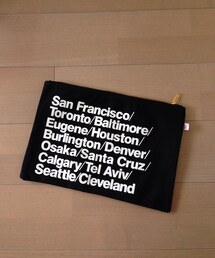 San Francisco/
Toronto/Baltimore/
Eugene/Houston/
Burlington/Denver/
Osaka/Santa Cruz/
Calgary/Tel Aviv/
Seattle/Cleveland